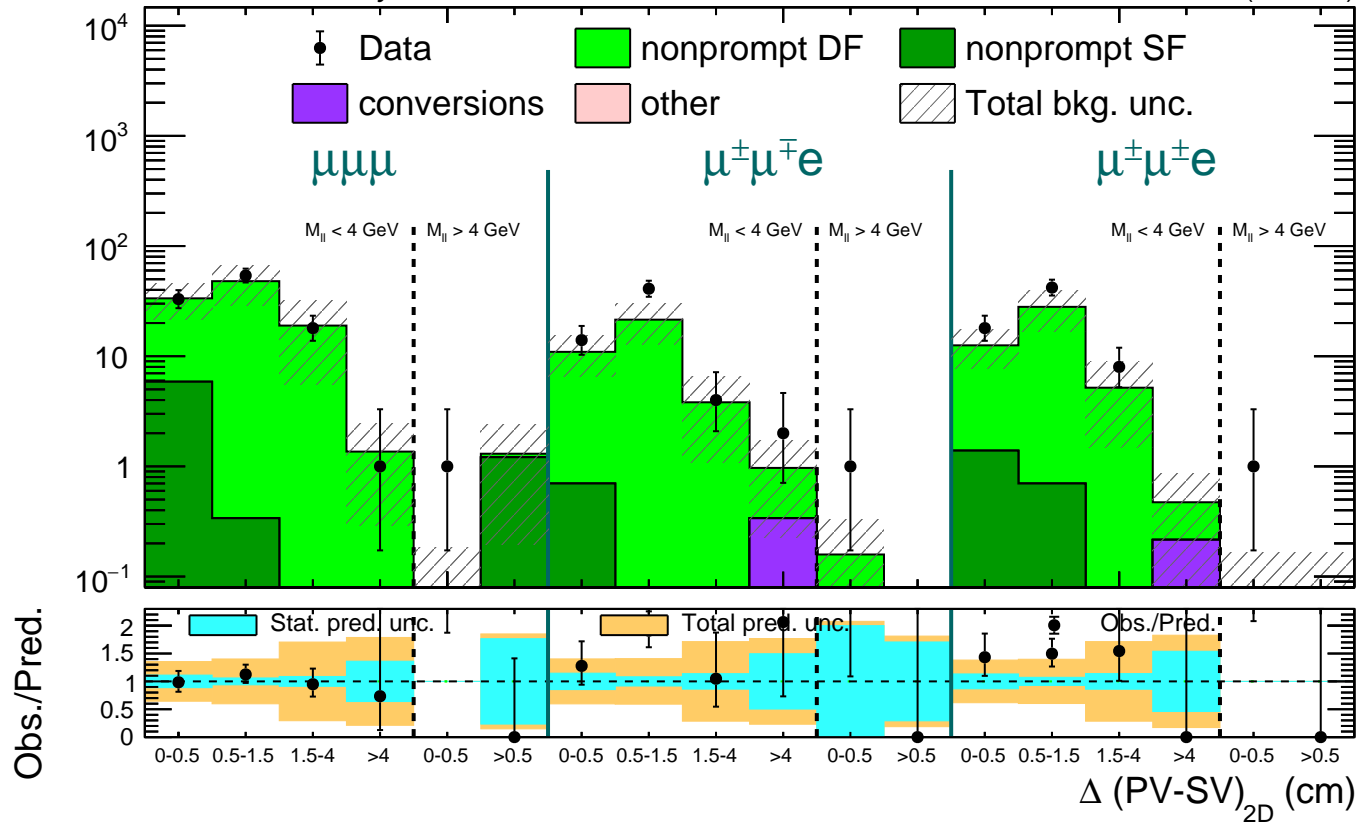 10⁴
Data nonprompt DF nonprompt SF
conversions other Total bkg. unc.
10³
μμμ μ±μ∓e μ±μ±e
10²
M_ll < 4 GeV M_ll > 4 GeV M_ll < 4 GeV M_ll > 4 GeV M_ll < 4 GeV M_ll > 4 GeV
10
1
10⁻¹
Stat. pred. unc. Total pred. unc. Obs./Pred.
2
1.5
1
0.5
0
Obs./Pred.
0-0.5 0.5-1.5 1.5-4 >4 0-0.5 >0.5 0-0.5 0.5-1.5 1.5-4 >4 0-0.5 >0.5 0-0.5 0.5-1.5 1.5-4 >4 0-0.5 >0.5
Δ (PV-SV)_2D (cm)